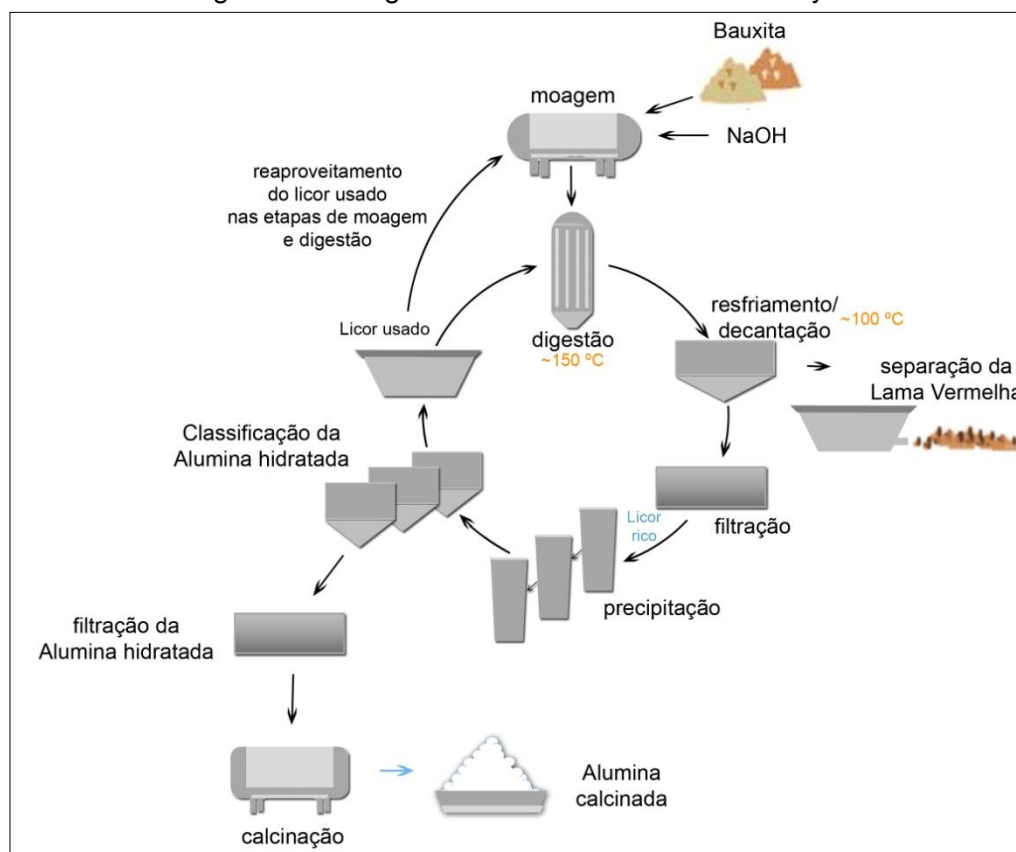 Bauxita
moagem
NaOH
reaproveitamento
do licor usado
nas etapas de moagem
e digestão
Licor usado
digestão
~150 ºC
resfriamento/
decantação
~100 ºC
separação da
Lama Vermelha
Classificação da
Alumina hidratada
Licor
rico
filtração
precipitação
filtração da
Alumina hidratada
calcinação
Alumina
calcinada